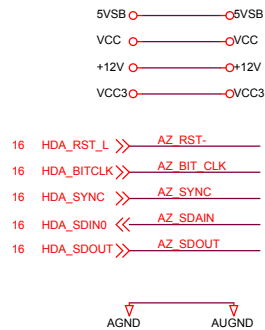 5VSB 5VSB
VCC VCC
+12V +12V
VCC3 VCC3
16 HDA_RST_L AZ_RST-
16 HDA_BITCLK AZ_BIT_CLK
16 HDA_SYNC AZ_SYNC
16 HDA_SDIN0 AZ_SDAIN
16 HDA_SDOUT AZ_SDOUT
AGND AUGND